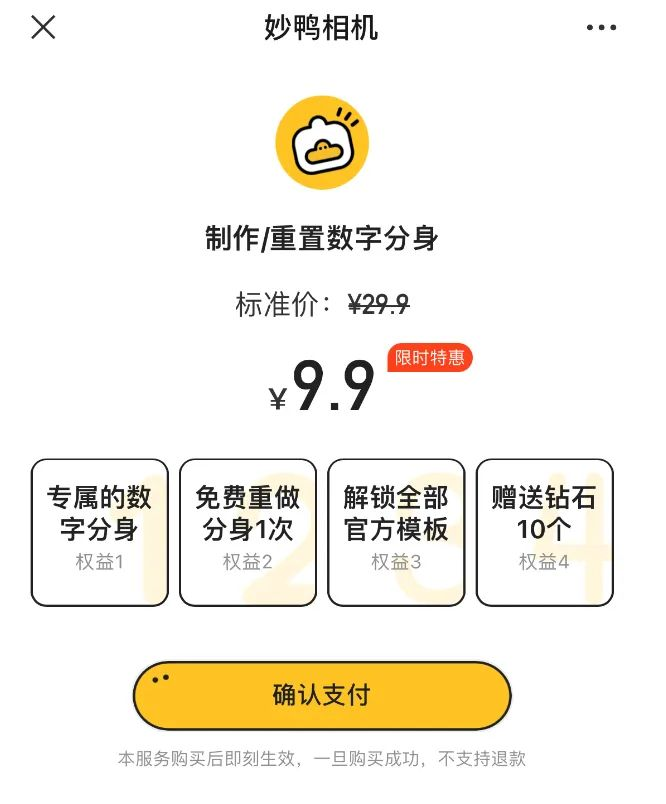 妙鸭相机
制作/重置数字分身
标准价：¥29.9
限时特惠
¥9.9
专属的数
字分身
权益1
免费重做
分身1次
权益2
解锁全部
官方模板
权益3
赠送钻石
10个
权益4
确认支付
本服务购买后即刻生效，一旦购买成功，不支持退款